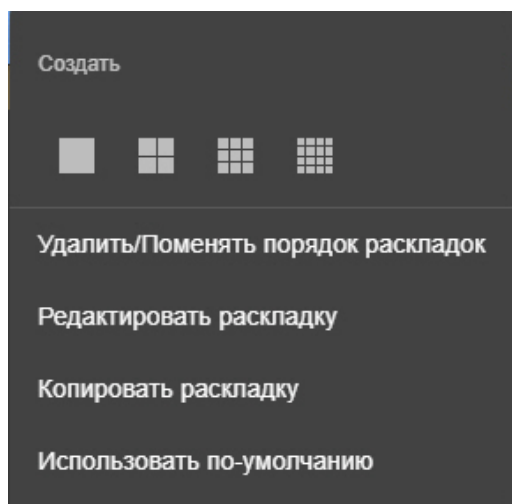 Создать
Удалить/Поменять порядок раскладок
Редактировать раскладку
Копировать раскладку
Использовать по-умолчанию